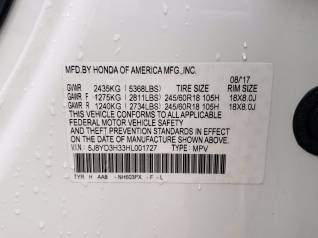 MFD.BY HONDA OF AMERICA MFG.,INC.
08/17
GVWR 2435KG ( 5368LBS) TIRE SIZE RIM SIZE
GAWR F 1275KG ( 2811LBS) 245/60R18 105H 18X8.0J
GAWR R 1240KG ( 2734LBS) 245/60R18 105H 18X8.0J
THIS VEHICLE CONFORMS TO ALL APPLICABLE
FEDERAL MOTOR VEHICLE SAFETY
AND THEFT PREVENTION STANDARDS IN EFFECT
ON THE DATE OF MANUFACTURE SHOWN ABOVE.
V.I.N : 5J8YD3H33HL001727 TYPE: MPV
TYR H AAB - NH603PX - F - L